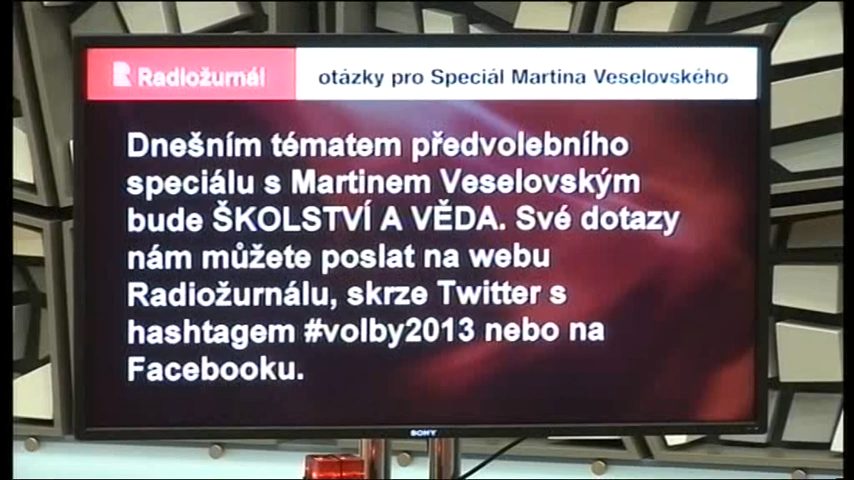 Radiožurnál
otázky pro Speciál Martina Veselovského
Dnešním tématem předvolebního
speciálu s Martinem Veselovským
bude ŠKOLSTVÍ A VĚDA. Své dotazy
nám můžete poslat na webu
Radiožurnálu, skrze Twitter s
hashtagem #volby2013 nebo na
Facebooku.
SONY